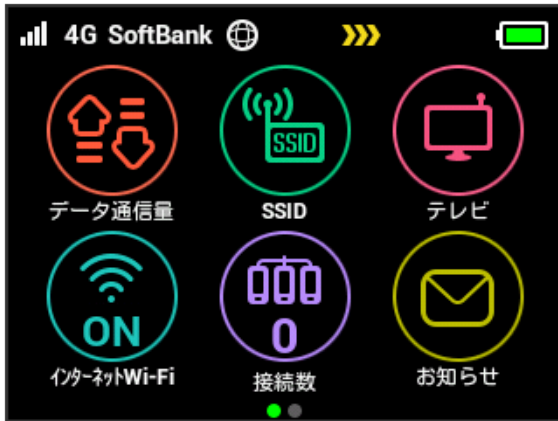 4G SoftBank
SSID
データ通信量
SSID
テレビ
ON
0
インターネットWi-Fi
接続数
お知らせ